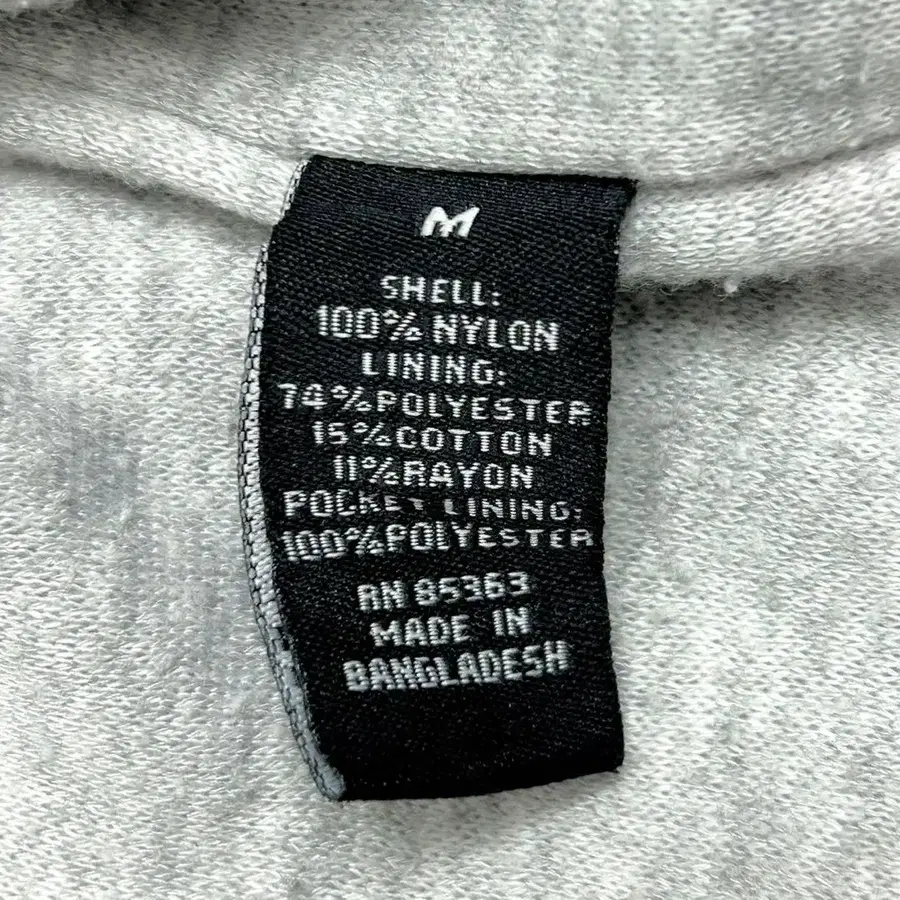 M
SHELL:
100% NYLON
LINING:
74%POLYESTER
15%COTTON
11%RAYON
POCKET LINING:
100%POLYESTER
RN 85363
MADE IN
BANGLADESH